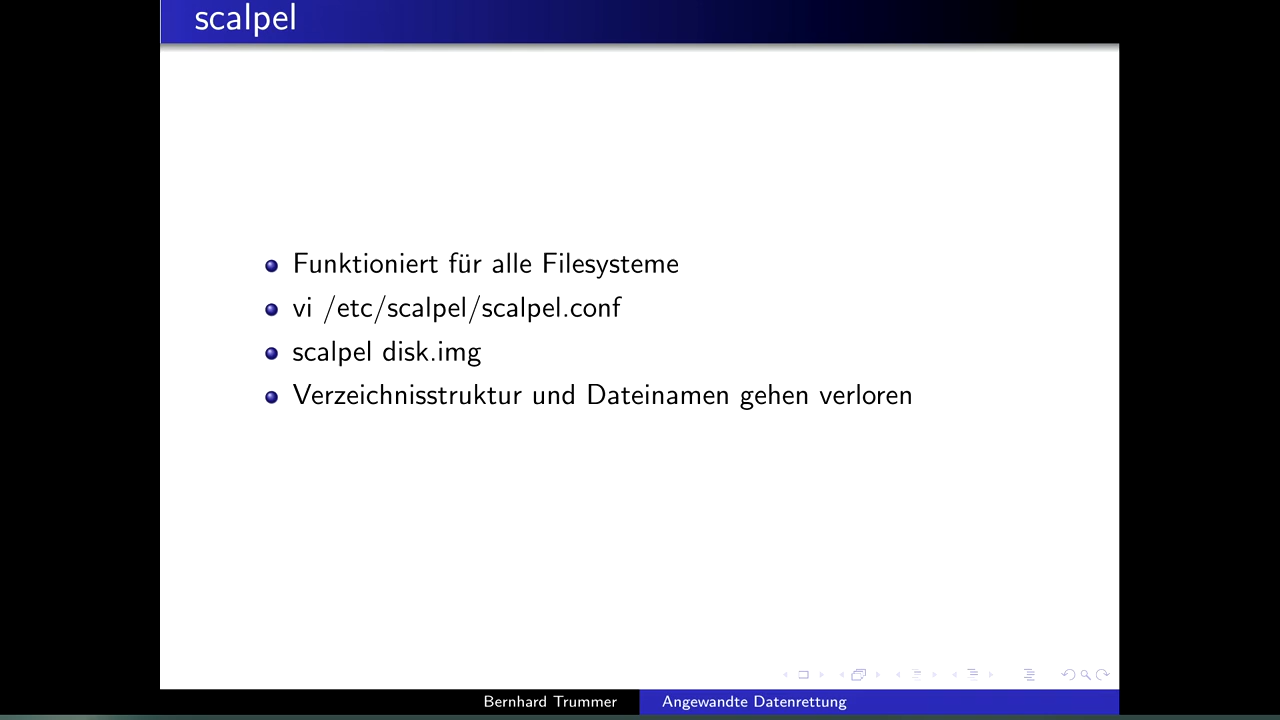 scalpel
Funktioniert für alle Filesysteme
vi /etc/scalpel/scalpel.conf
scalpel disk.img
Verzeichnisstruktur und Dateinamen gehen verloren
Bernhard Trummer
Angewandte Datenrettung